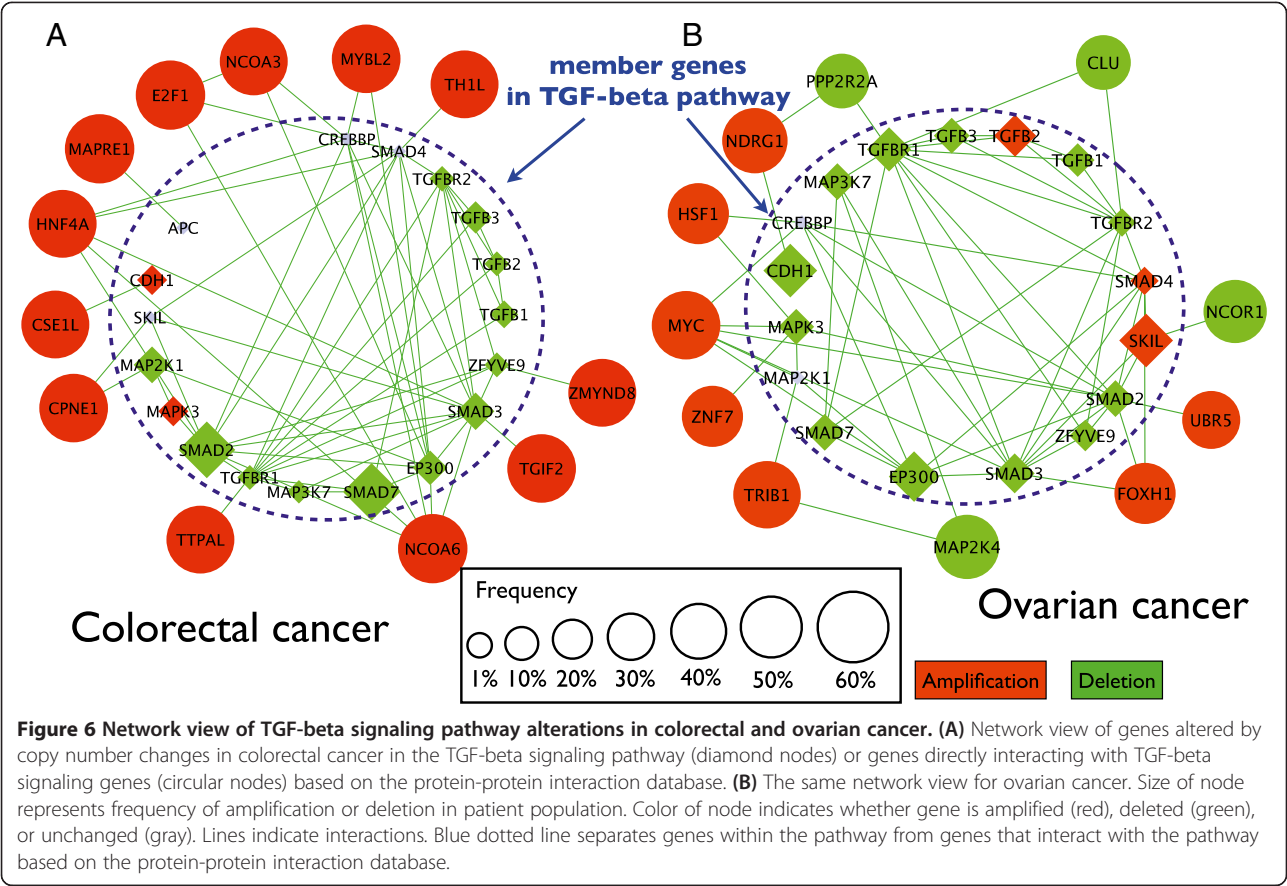 A
B
member genes
in TGF-beta pathway
NCOA3
MYBL2
TH1L
E2F1
MAPRE1
HNF4A
CSE1L
CPNE1
TTPAL
NCOA6
TGIF2
ZMYND8
CREBBP
SMAD4
TGFBR2
TGFB3
TGFB2
TGFB1
ZFYVE9
SMAD3
EP300
SMAD7
MAP3K7
TGFBR1
SMAD2
MAPK3
MAP2K1
SKIL
CDH1
APC
Colorectal cancer
PPP2R2A
CLU
NDRG1
HSF1
MYC
ZNF7
TRIB1
MAP2K4
FOXH1
UBR5
NCOR1
TGFBR1
TGFB3
TGFB2
TGFB1
TGFBR2
SMAD4
SKIL
SMAD2
ZFYVE9
SMAD3
EP300
SMAD7
MAP2K1
MAPK3
CDH1
CREBBP
MAP3K7
Ovarian cancer
Frequency
1% 10% 20% 30% 40% 50% 60%
Amplification
Deletion
Figure 6 Network view of TGF-beta signaling pathway alterations in colorectal and ovarian cancer. (A) Network view of genes altered by
copy number changes in colorectal cancer in the TGF-beta signaling pathway (diamond nodes) or genes directly interacting with TGF-beta
signaling genes (circular nodes) based on the protein-protein interaction database. (B) The same network view for ovarian cancer. Size of node
represents frequency of amplification or deletion in patient population. Color of node indicates whether gene is amplified (red), deleted (green),
or unchanged (gray). Lines indicate interactions. Blue dotted line separates genes within the pathway from genes that interact with the pathway
based on the protein-protein interaction database.